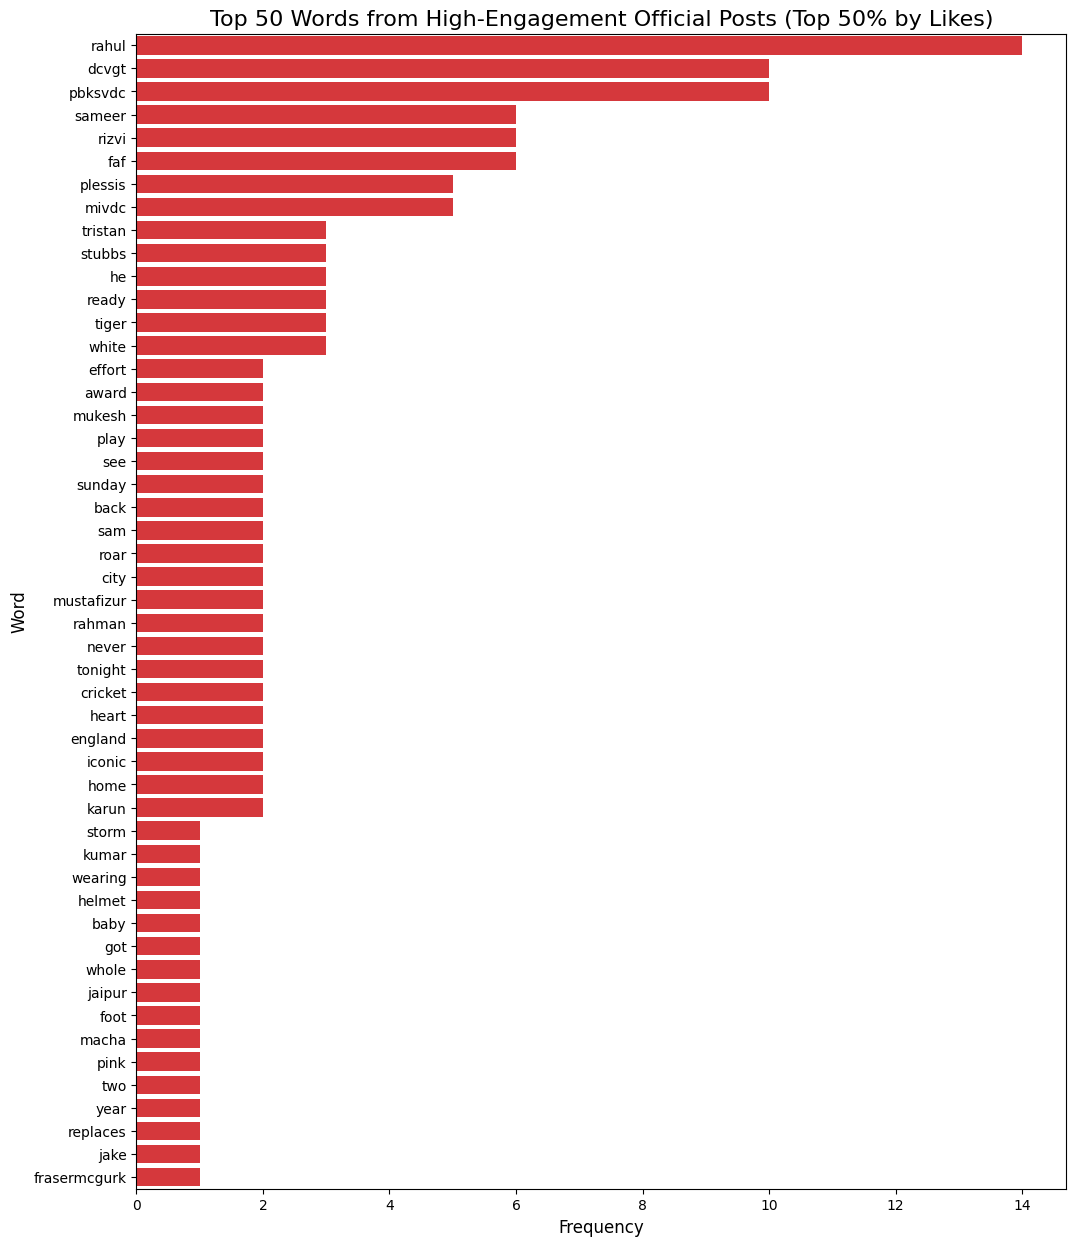 Top 50 Words from High-Engagement Official Posts (Top 50% by Likes)
rahul
dcvgt
pbksvdc
sameer
rizvi
faf
plessis
mivdc
tristan
stubbs
he
ready
tiger
white
effort
award
mukesh
play
see
sunday
back
sam
roar
city
mustafizur
rahman
never
tonight
cricket
heart
england
iconic
home
karun
storm
kumar
wearing
helmet
baby
got
whole
jaipur
foot
macha
pink
two
year
replaces
jake
frasermcgurk
Word
0 2 4 6 8 10 12 14
Frequency